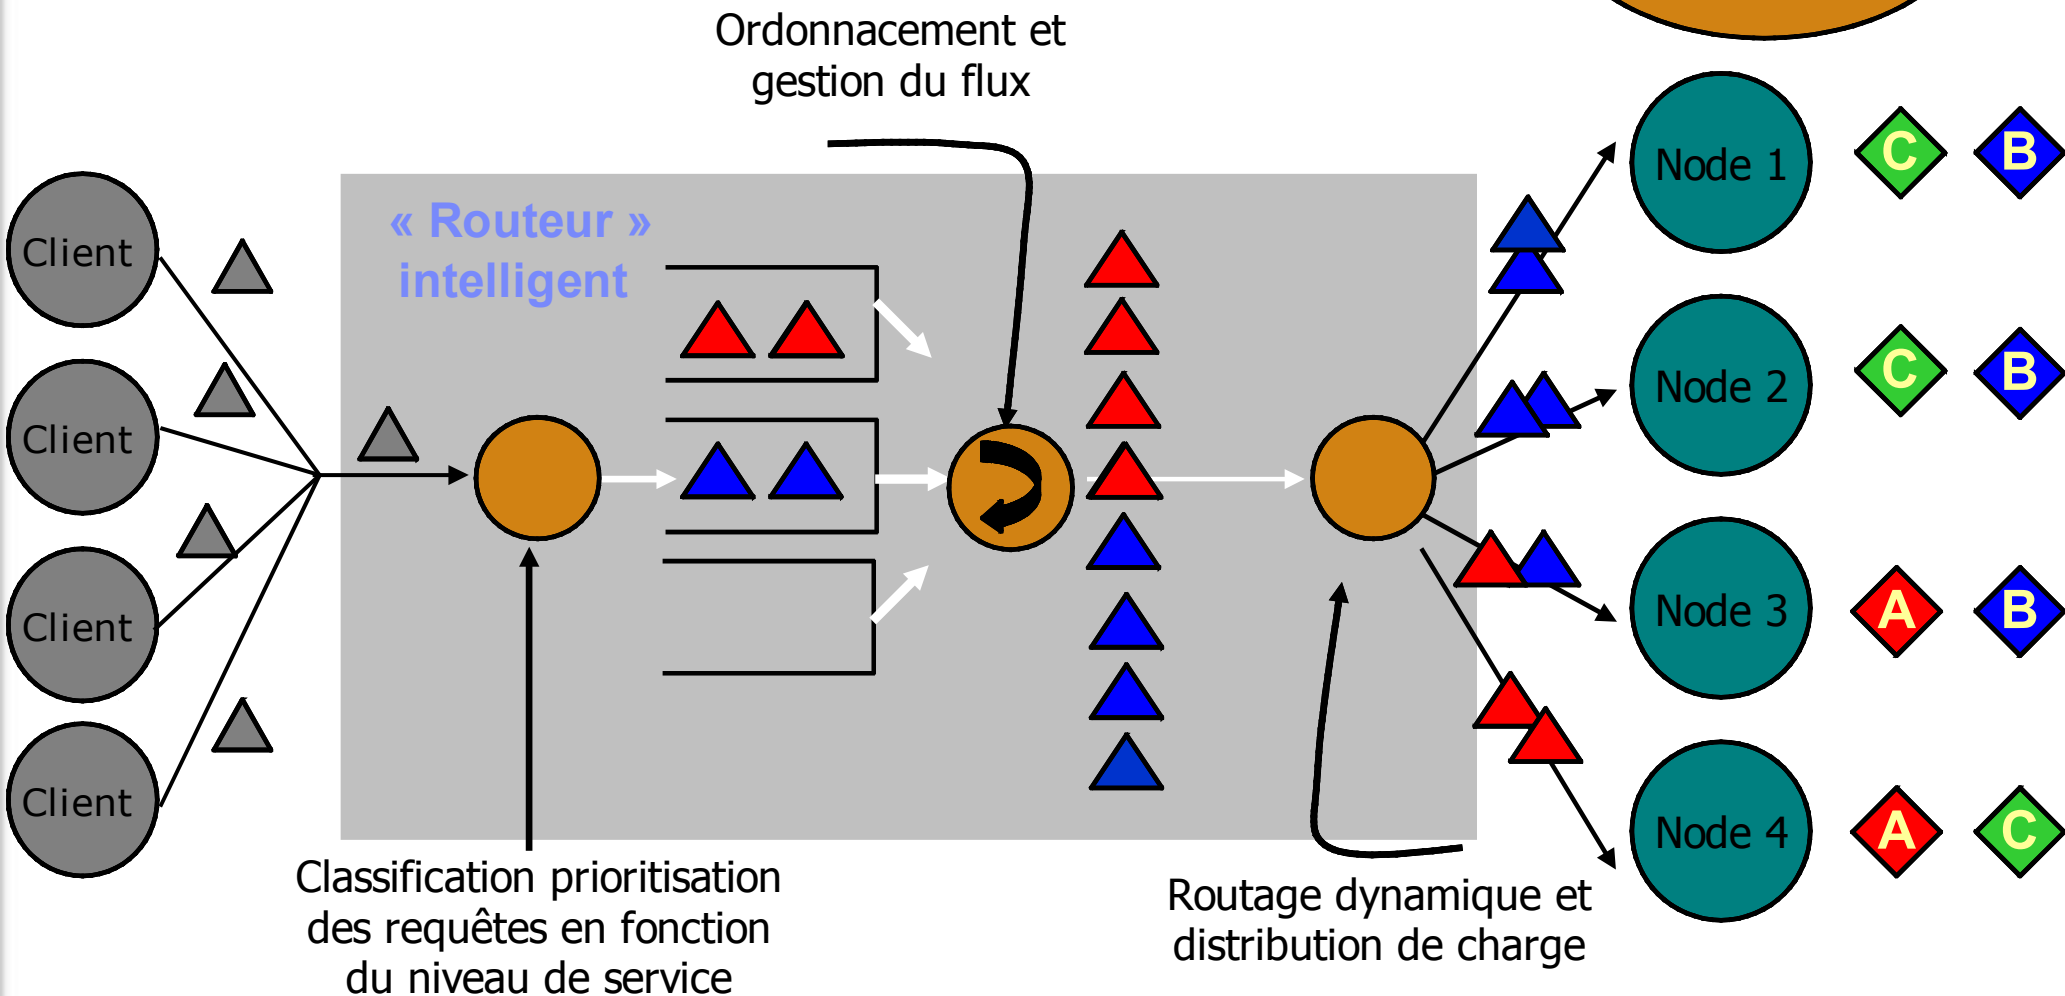 Ordonnacement et
gestion du flux
« Routeur »
intelligent
Client
Client
Client
Client
Node 1
C
B
Node 2
C
B
Node 3
A
B
Node 4
A
C
Classification prioritisation
des requêtes en fonction
du niveau de service
Routage dynamique et
distribution de charge